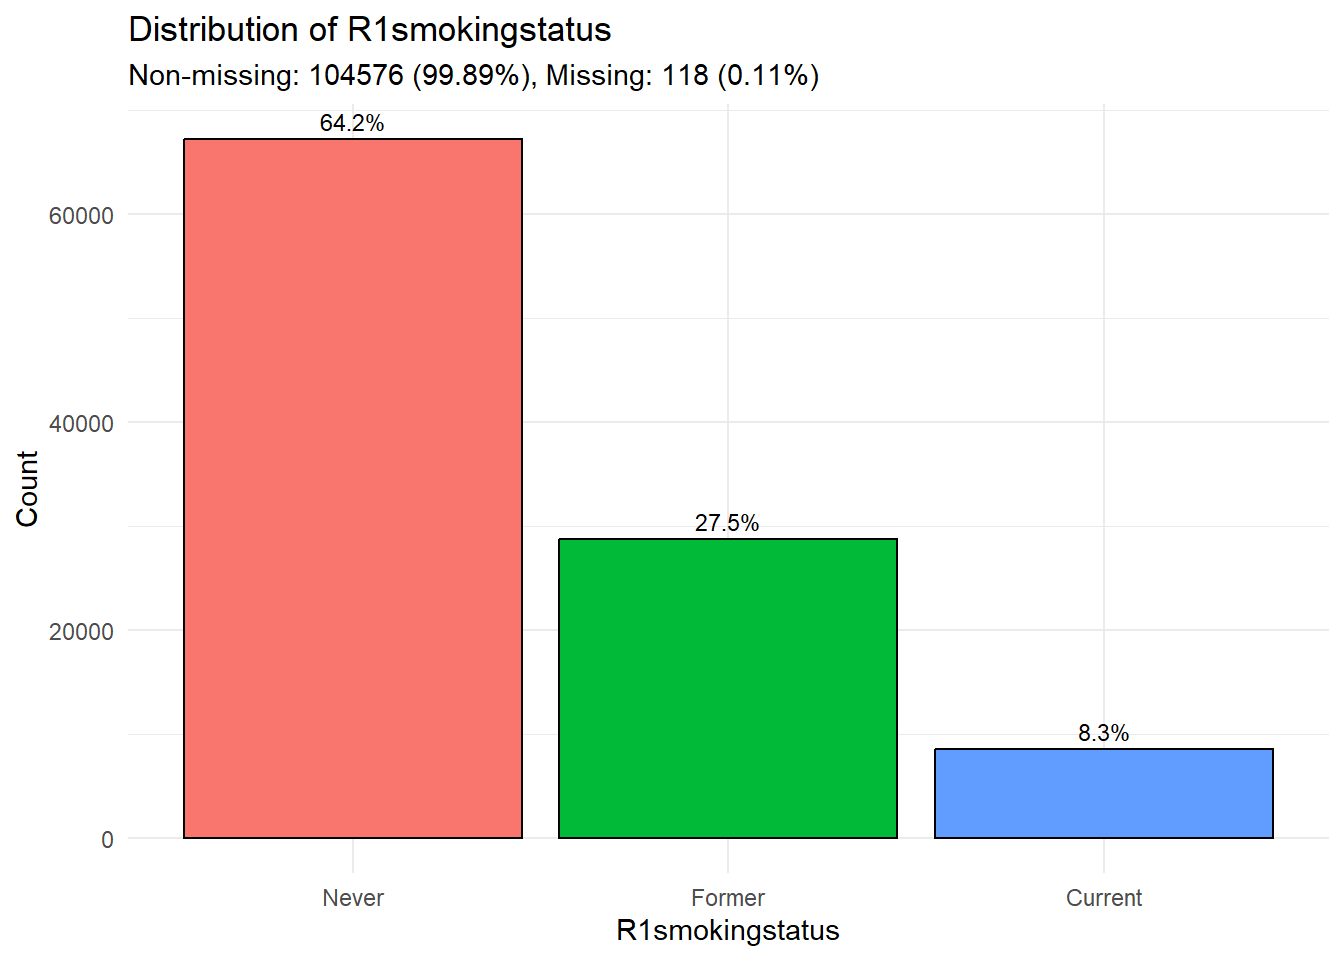 Distribution of R1smokingstatus
Non-missing: 104576 (99.89%), Missing: 118 (0.11%)
64.2%
60000
40000
Count
27.5%
20000
8.3%
0
Never Former Current
R1smokingstatus